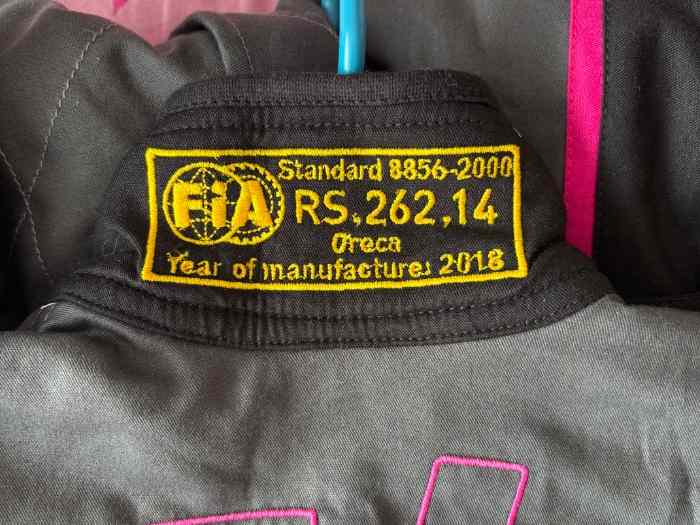 FiA
Standard 8856-2000
RS.262.14
Oreca
Year of manufacture: 2018